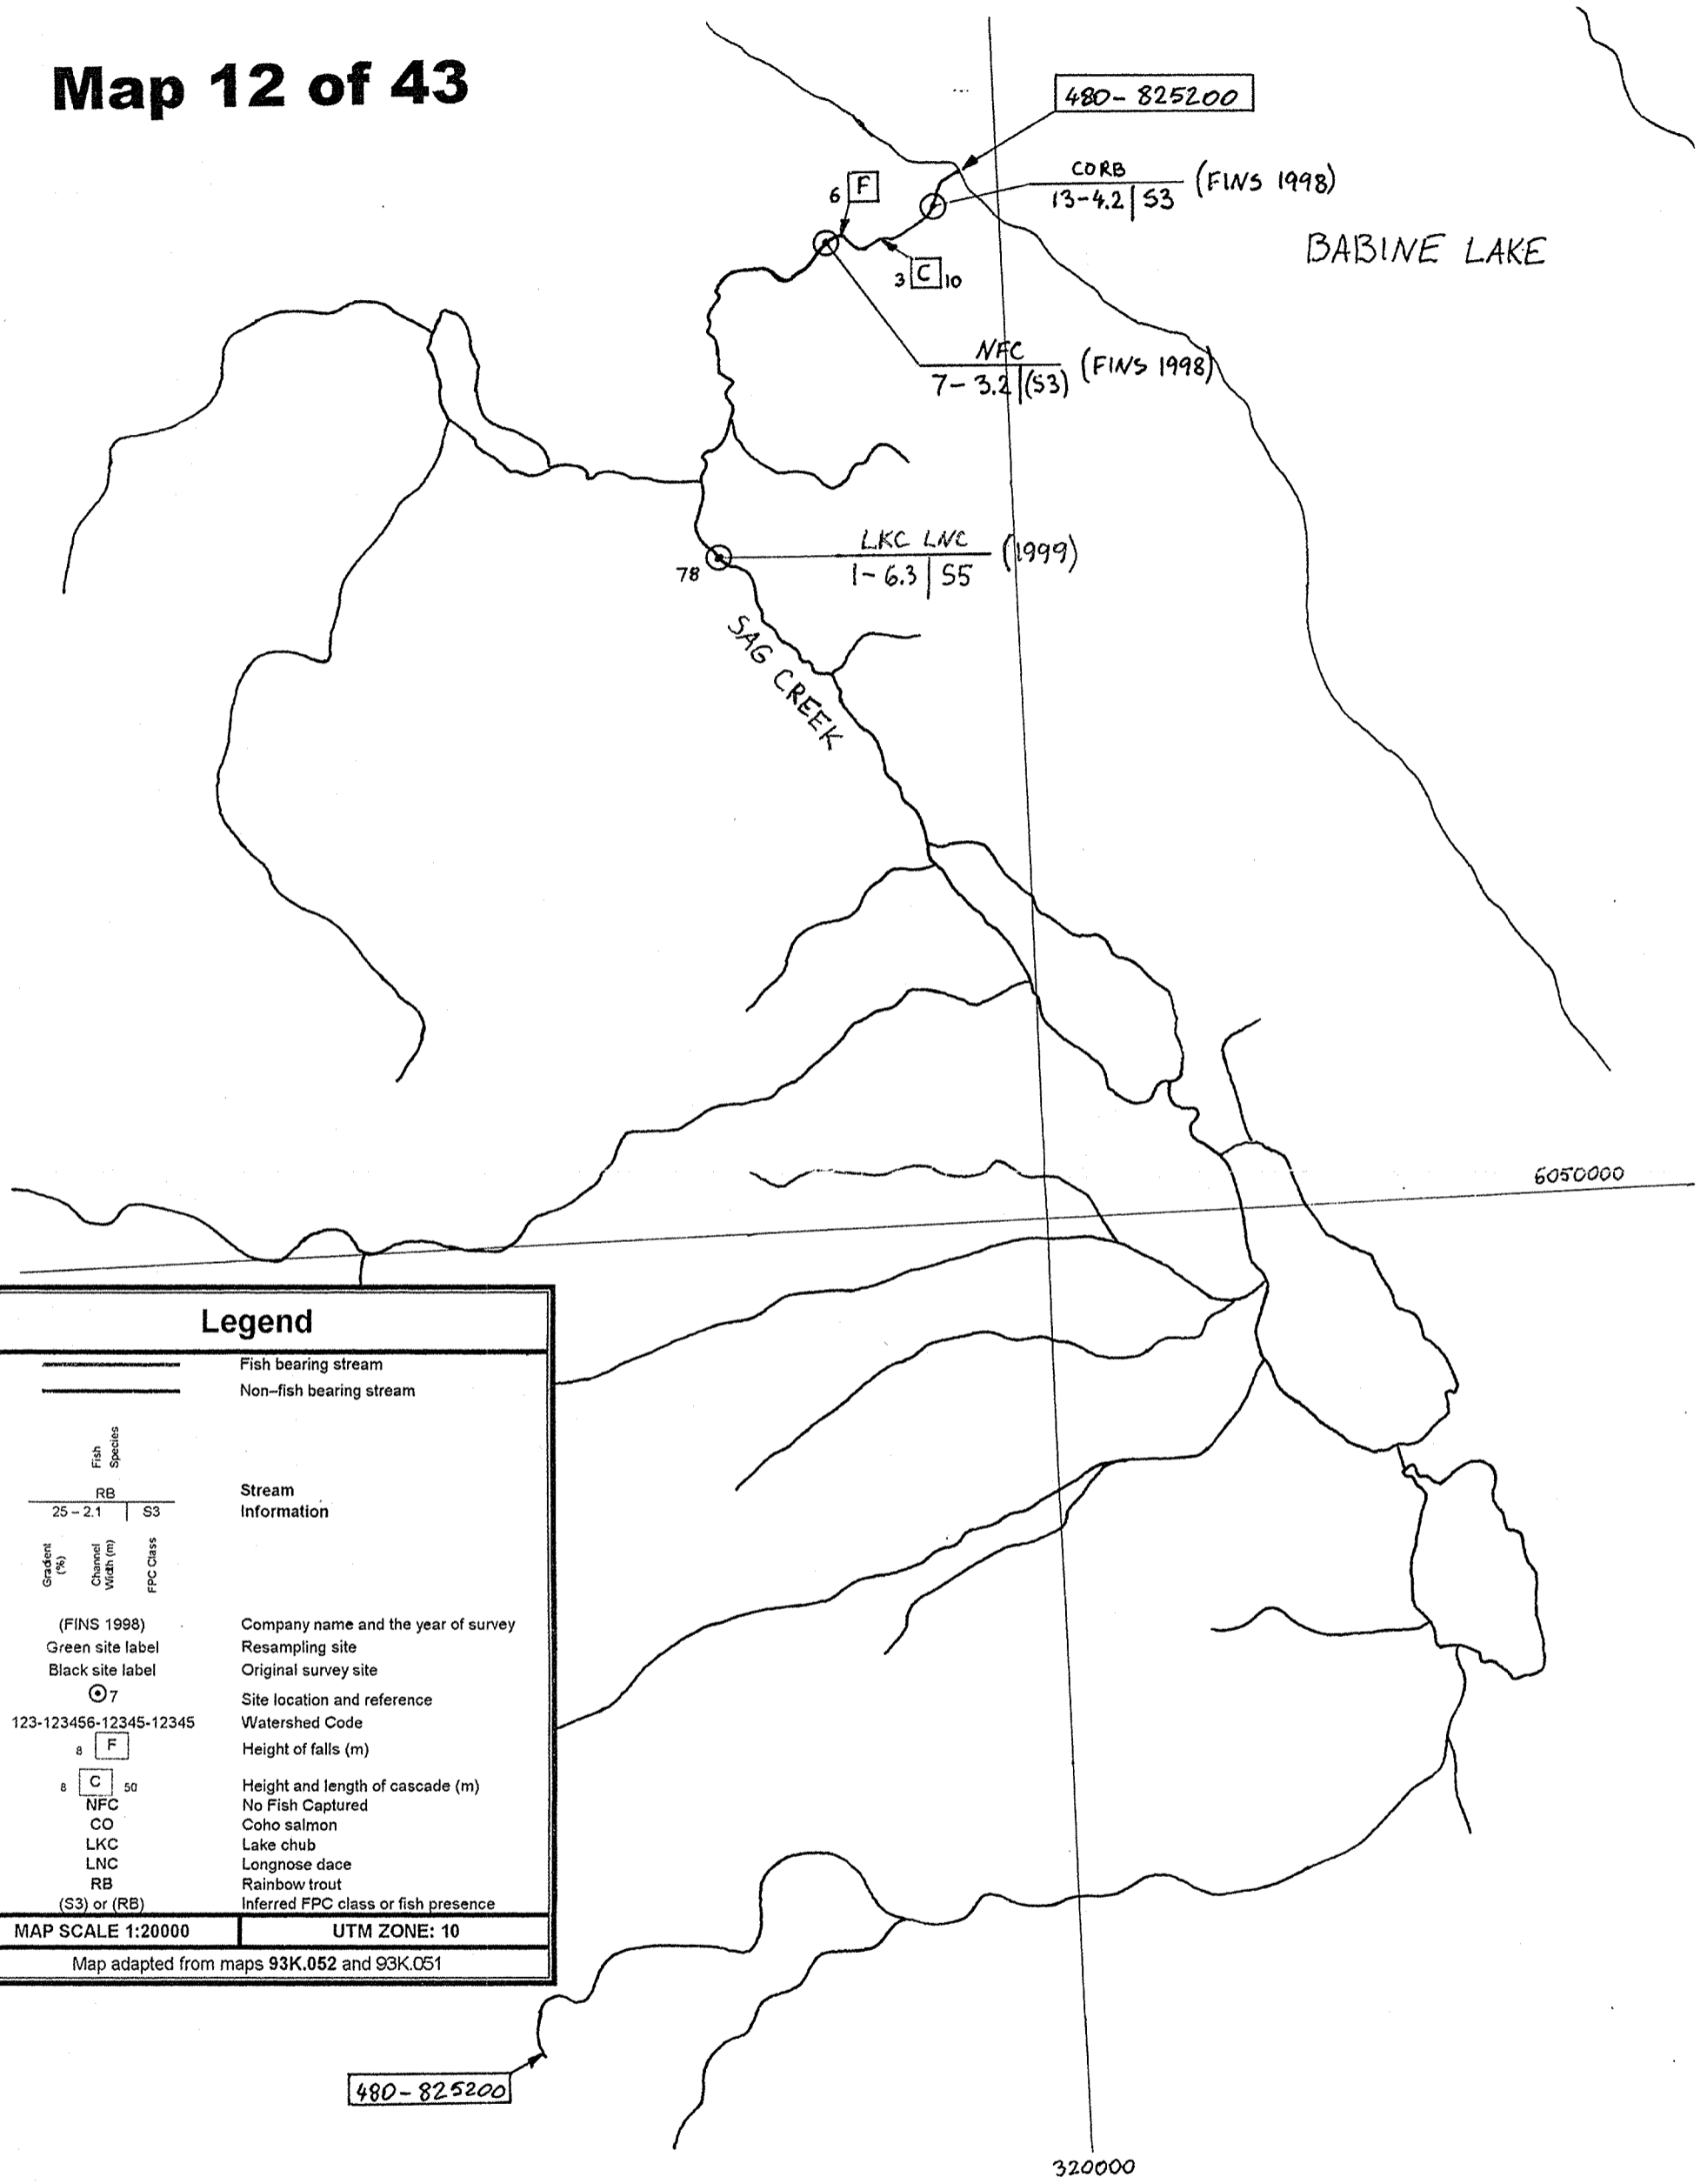 Map 12 of 43
480-825200
CORB
13-4.2 | S3 (FINS 1998)
6 F
BABINE LAKE
3 C 10
NFC
7-3.2 | (S3) (FINS 1998)
LKC LNC
1-6.3 | S5 (1999)
78
SAG CREEK
6050000
Legend
Fish bearing stream
Non-fish bearing stream
Fish
Species
RB
25 – 2.1 | S3
Stream
Information
Gradient
(%)
Channel
Width (m)
FPC Class
(FINS 1998) Company name and the year of survey
Green site label Resampling site
Black site label Original survey site
7 Site location and reference
123-123456-12345-12345 Watershed Code
8 F Height of falls (m)
8 C 50 Height and length of cascade (m)
NFC No Fish Captured
CO Coho salmon
LKC Lake chub
LNC Longnose dace
RB Rainbow trout
(S3) or (RB) Inferred FPC class or fish presence
MAP SCALE 1:20000 UTM ZONE: 10
Map adapted from maps 93K.052 and 93K.051
480-825200
320000